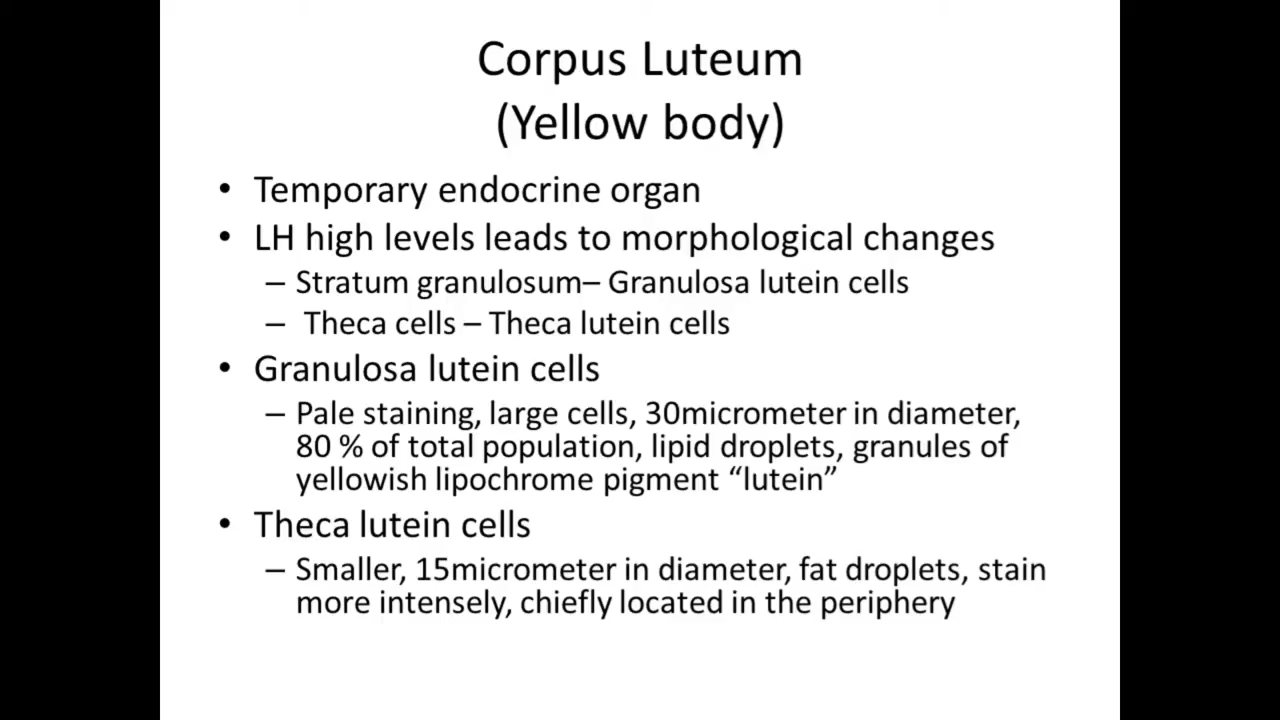 Corpus Luteum
(Yellow body)
• Temporary endocrine organ
• LH high levels leads to morphological changes
– Stratum granulosum– Granulosa lutein cells
– Theca cells – Theca lutein cells
• Granulosa lutein cells
– Pale staining, large cells, 30micrometer in diameter,
80 % of total population, lipid droplets, granules of
yellowish lipochrome pigment “lutein”
• Theca lutein cells
– Smaller, 15micrometer in diameter, fat droplets, stain
more intensely, chiefly located in the periphery